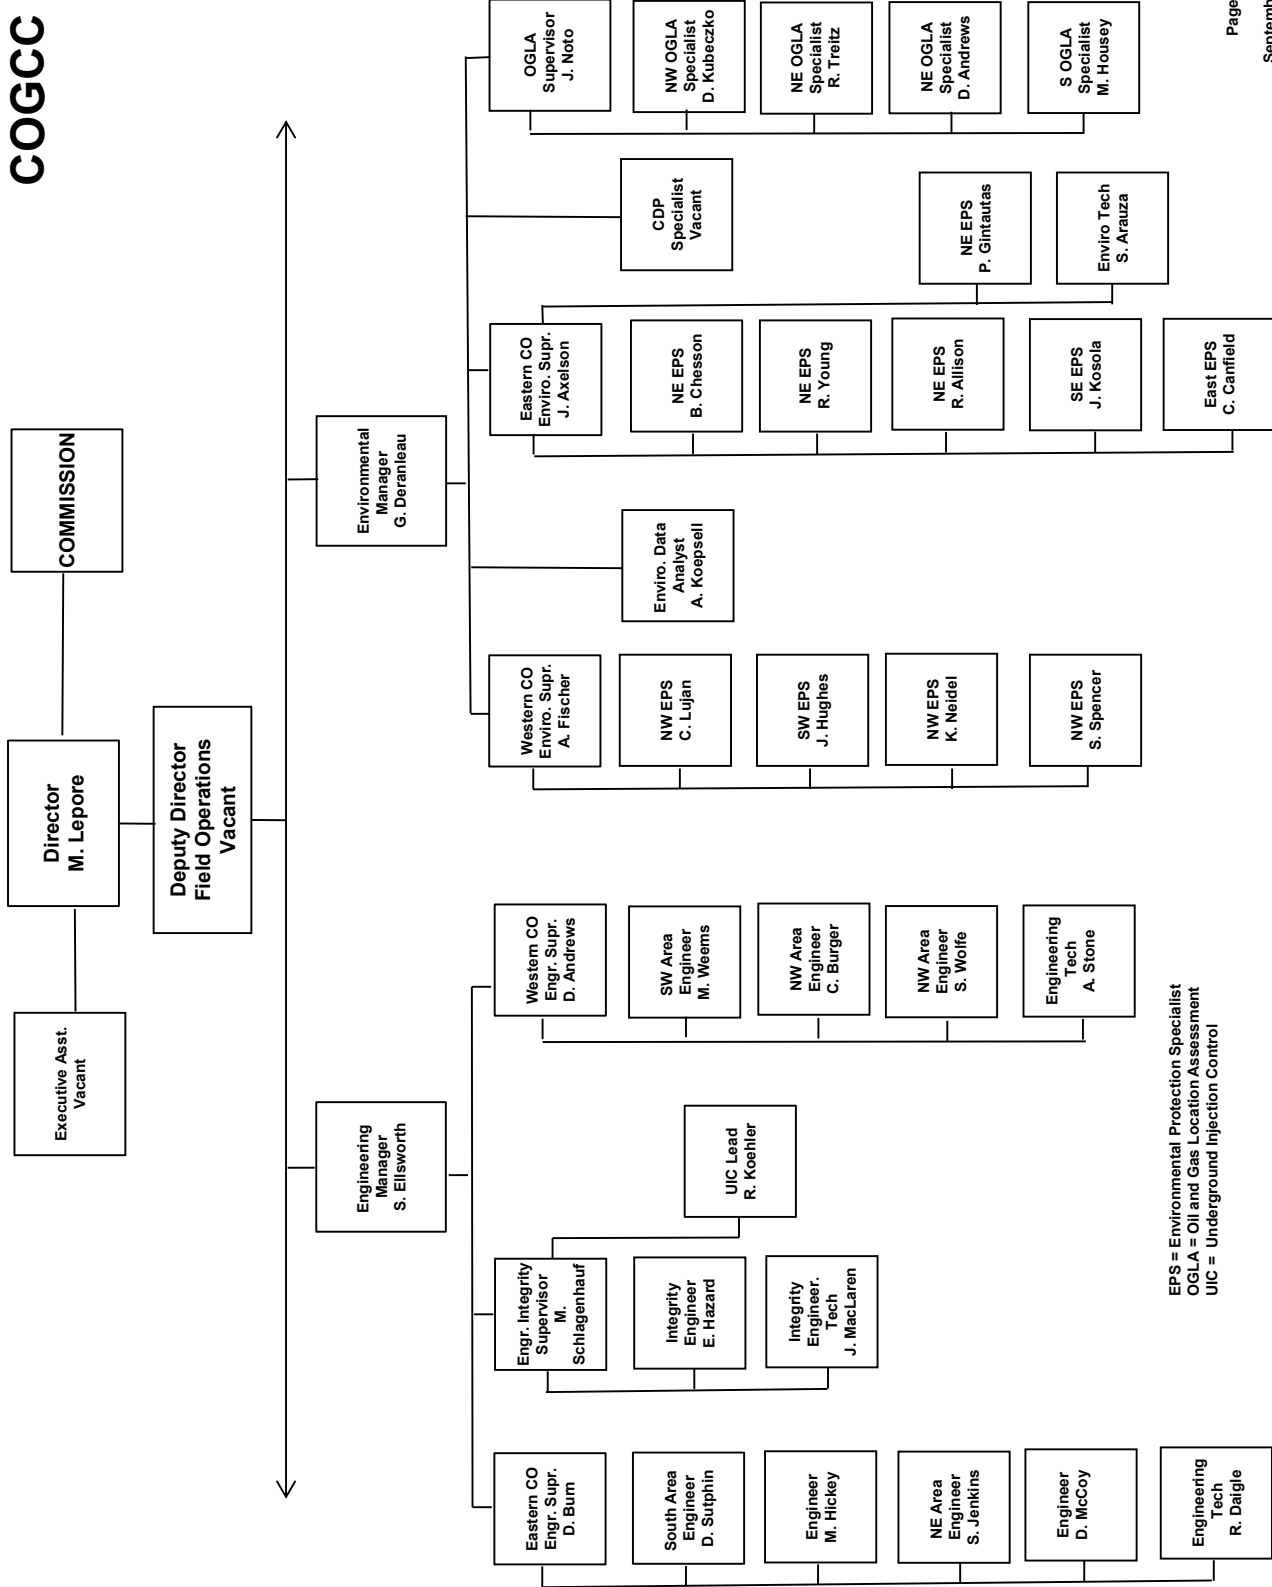 COGCC
COMMISSION
Director
M. Lepore
Executive Asst.
Vacant
Deputy Director
Field Operations
Vacant
Engineering
Manager
S. Ellsworth
Environmental
Manager
G. Deranleau
Eastern CO
Engr. Supr.
D. Burn
South Area
Engineer
D. Sutphin
Engineer
M. Hickey
NE Area
Engineer
S. Jenkins
Engineer
D. McCoy
Engineering
Tech
R. Daigle
Engr. Integrity
Supervisor
M.
Schlagenhauf
Integrity
Engineer
E. Hazard
Integrity
Engineer.
Tech
J. MacLaren
UIC Lead
R. Koehler
Western CO
Engr. Supr.
D. Andrews
SW Area
Engineer
M. Weems
NW Area
Engineer
C. Burger
NW Area
Engineer
S. Wolfe
Engineering
Tech
A. Stone
Western CO
Enviro. Supr.
A. Fischer
NW EPS
C. Lujan
SW EPS
J. Hughes
NW EPS
K. Neidel
NW EPS
S. Spencer
Enviro. Data
Analyst
A. Koepsell
Eastern CO
Enviro. Supr.
J. Axelson
NE EPS
B. Chesson
NE EPS
R. Young
NE EPS
R. Allison
SE EPS
J. Kosola
East EPS
C. Canfield
NE EPS
P. Gintautas
Enviro Tech
S. Arauza
CDP
Specialist
Vacant
OGLA
Supervisor
J. Noto
NW OGLA
Specialist
D. Kubeczko
NE OGLA
Specialist
R. Treitz
NE OGLA
Specialist
D. Andrews
S OGLA
Specialist
M. Housey
EPS = Environmental Protection Specialist
OGLA = Oil and Gas Location Assessment
UIC = Underground Injection Control
Page